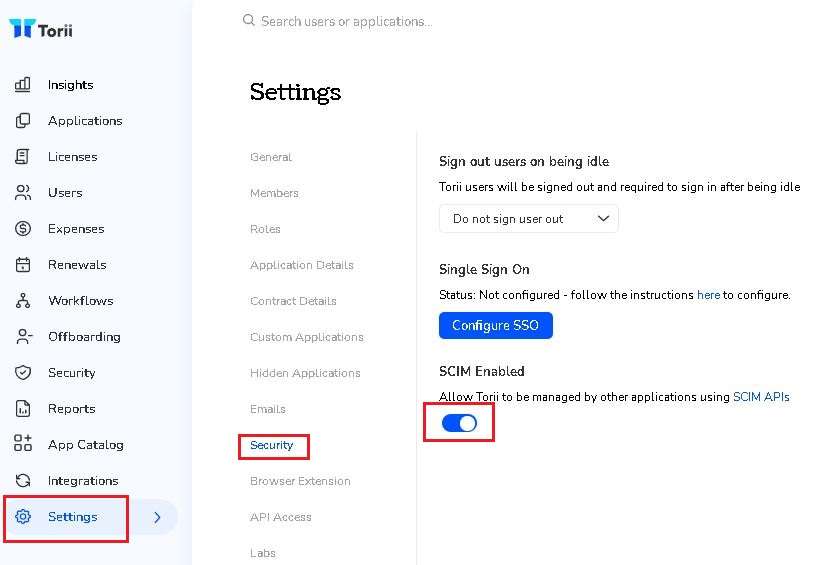 Torii
Search users or applications...
Insights
Applications
Licenses
Users
Expenses
Renewals
Workflows
Offboarding
Security
Reports
App Catalog
Integrations
Settings
Settings
General
Members
Roles
Application Details
Contract Details
Custom Applications
Hidden Applications
Emails
Security
Browser Extension
API Access
Labs
Sign out users on being idle
Torii users will be signed out and required to sign in after being idle
Do not sign user out
Single Sign On
Status: Not configured - follow the instructions here to configure.
Configure SSO
SCIM Enabled
Allow Torii to be managed by other applications using SCIM APIs